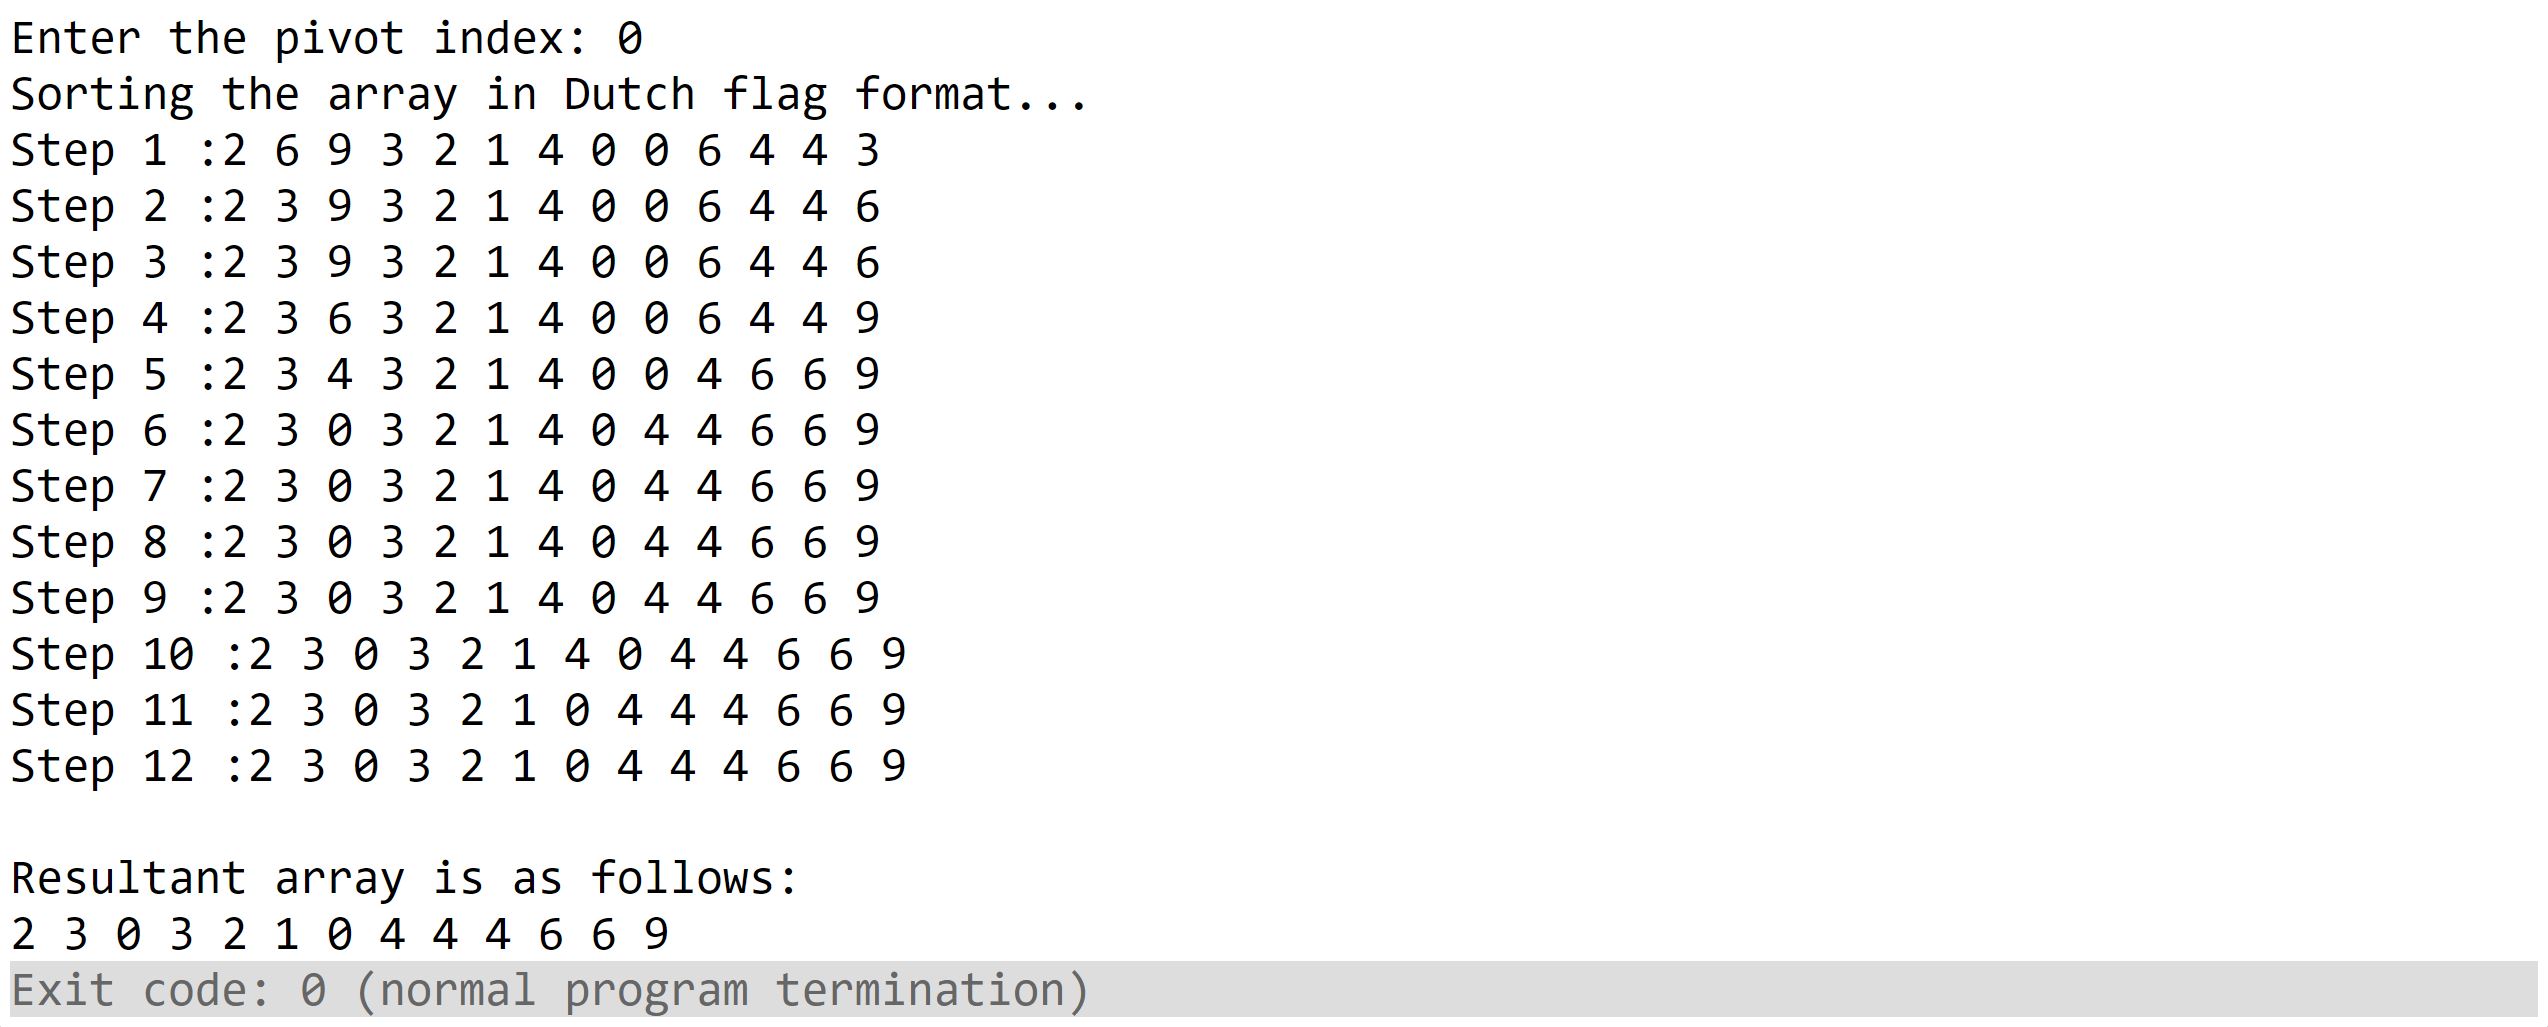 Enter the pivot index: 0
Sorting the array in Dutch flag format...
Step 1 :2 6 9 3 2 1 4 0 0 6 4 4 3
Step 2 :2 3 9 3 2 1 4 0 0 6 4 4 6
Step 3 :2 3 9 3 2 1 4 0 0 6 4 4 6
Step 4 :2 3 6 3 2 1 4 0 0 6 4 4 9
Step 5 :2 3 4 3 2 1 4 0 0 4 6 6 9
Step 6 :2 3 0 3 2 1 4 0 4 4 6 6 9
Step 7 :2 3 0 3 2 1 4 0 4 4 6 6 9
Step 8 :2 3 0 3 2 1 4 0 4 4 6 6 9
Step 9 :2 3 0 3 2 1 4 0 4 4 6 6 9
Step 10 :2 3 0 3 2 1 4 0 4 4 6 6 9
Step 11 :2 3 0 3 2 1 0 4 4 4 6 6 9
Step 12 :2 3 0 3 2 1 0 4 4 4 6 6 9
Resultant array is as follows:
2 3 0 3 2 1 0 4 4 4 6 6 9
Exit code: 0 (normal program termination)